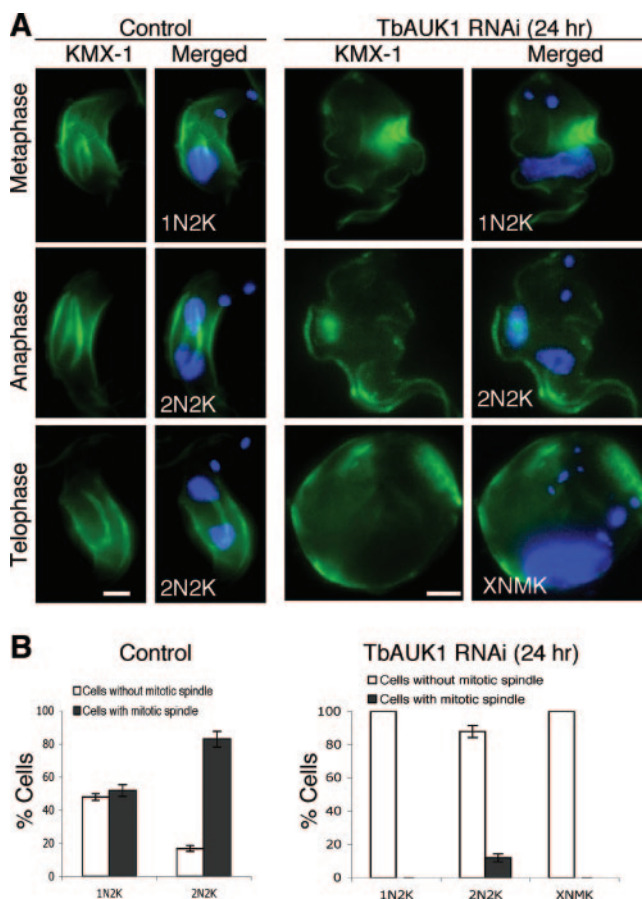 A Control TbAUK1 RNAi (24 hr)
KMX-1 Merged KMX-1 Merged
Metaphase
1N2K 1N2K
Anaphase
2N2K 2N2K
Telophase
2N2K XNMK
B Control TbAUK1 RNAi (24 hr)
Cells without mitotic spindle
Cells with mitotic spindle
% Cells
100
80
60
40
20
0
1N2K 2N2K
Cells without mitotic spindle
Cells with mitotic spindle
% Cells
100
80
60
40
20
0
1N2K 2N2K XNMK